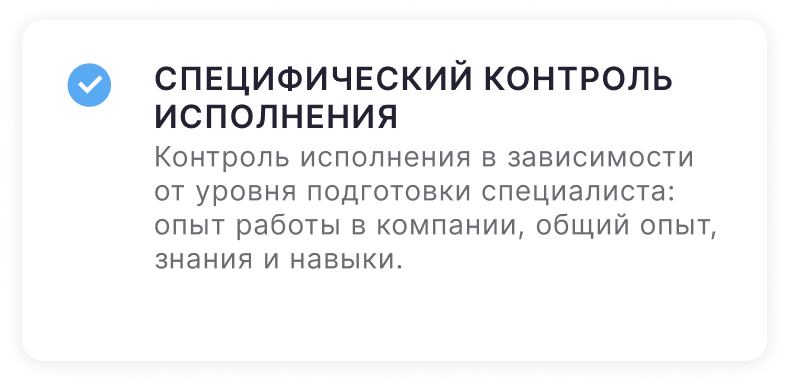 СПЕЦИФИЧЕСКИЙ КОНТРОЛЬ
ИСПОЛНЕНИЯ
Контроль исполнения в зависимости
от уровня подготовки специалиста:
опыт работы в компании, общий опыт,
знания и навыки.